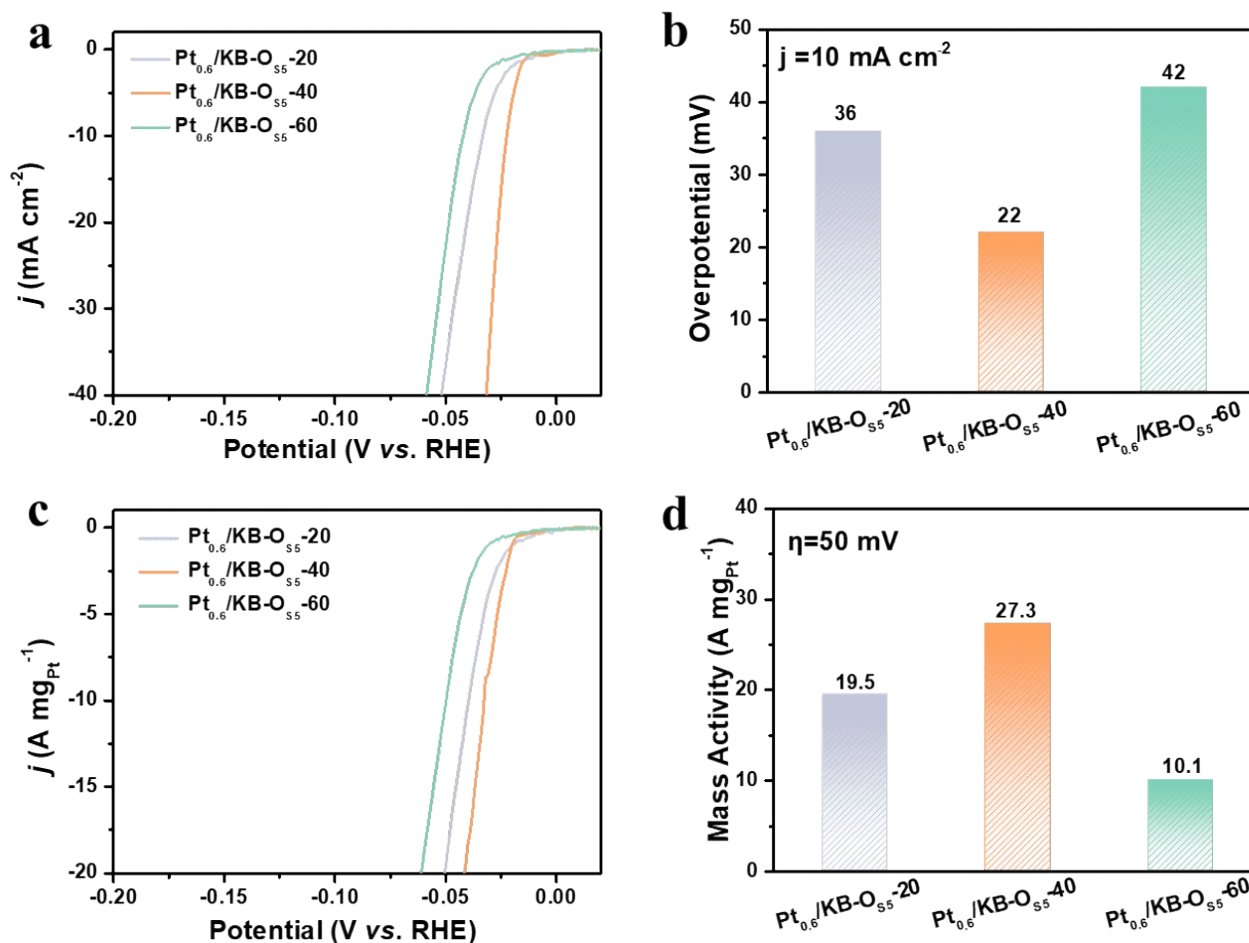 a
Pt0.6/KB-OS5-20
Pt0.6/KB-OS5-40
Pt0.6/KB-OS5-60
j (mA cm-2)
0
-10
-20
-30
-40
-0.20
-0.15
-0.10
-0.05
0.00
Potential (V vs. RHE)
b
j =10 mA cm-2
Overpotential (mV)
50
40
30
20
10
0
36
22
42
Pt0.6/KB-OS5-20
Pt0.6/KB-OS5-40
Pt0.6/KB-OS5-60
c
Pt0.6/KB-OS5-20
Pt0.6/KB-OS5-40
Pt0.6/KB-OS5-60
j (A mgPt-1)
0
-5
-10
-15
-20
-0.20
-0.15
-0.10
-0.05
0.00
Potential (V vs. RHE)
d
η=50 mV
Mass Activity (A mgPt-1)
40
30
20
10
0
19.5
27.3
10.1
Pt0.6/KB-OS5-20
Pt0.6/KB-OS5-40
Pt0.6/KB-OS5-60